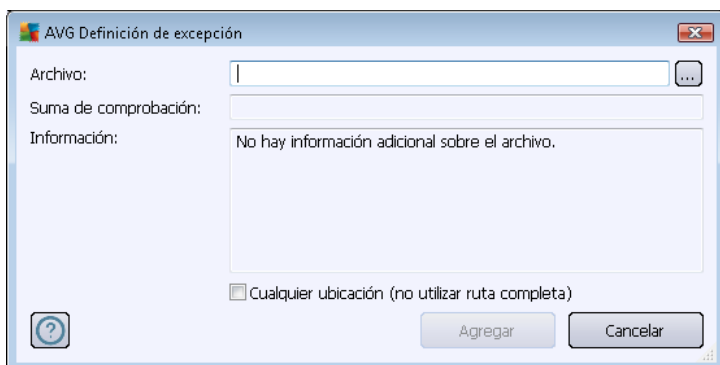 AVG Definición de excepción
Archivo:
...
Suma de comprobación:
Información:
No hay información adicional sobre el archivo.
Cualquier ubicación (no utilizar ruta completa)
?
Agregar
Cancelar